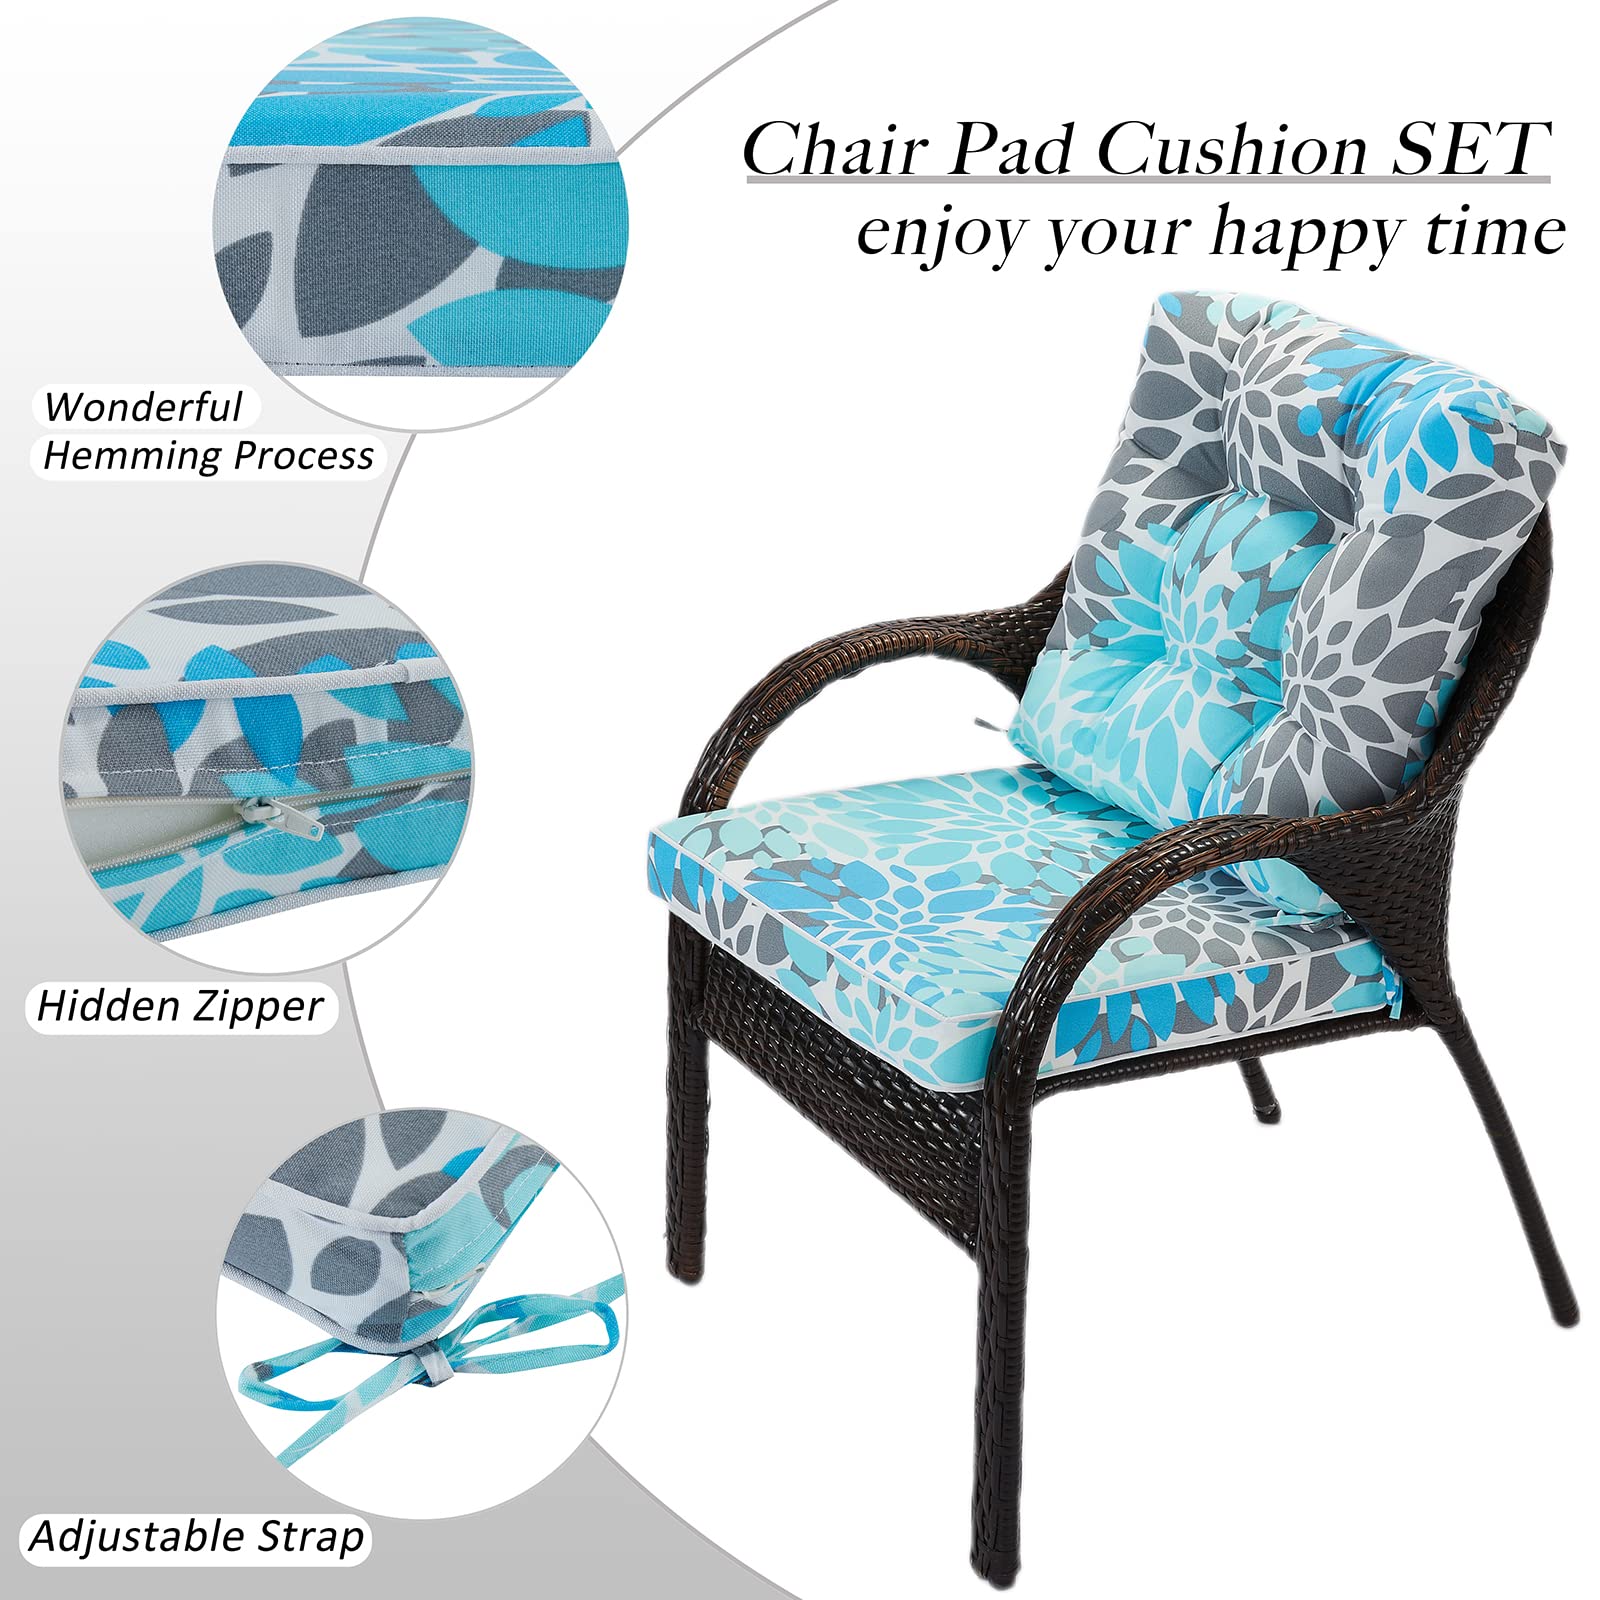 Chair Pad Cushion SET
enjoy your happy time
Wonderful
Hemming Process
Hidden Zipper
Adjustable Strap